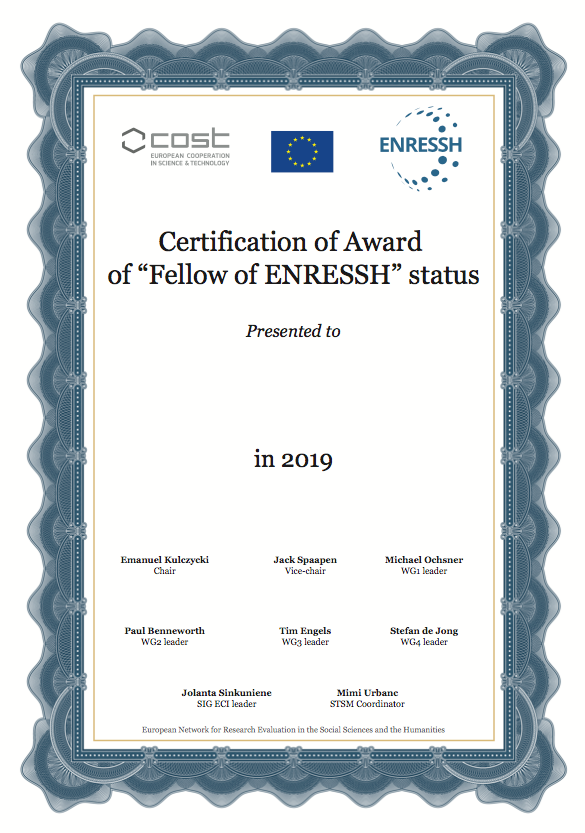 cost
EUROPEAN COOPERATION
IN SCIENCE & TECHNOLOGY
ENRESSH
Certification of Award
of “Fellow of ENRESSH” status
Presented to
in 2019
Emanuel Kulczycki
Chair
Jack Spaapen
Vice-chair
Michael Ochsner
WG1 leader
Paul Benneworth
WG2 leader
Tim Engels
WG3 leader
Stefan de Jong
WG4 leader
Jolanta Sinkuniene
SIG ECI leader
Mimi Urbanc
STSM Coordinator
European Network for Research Evaluation in the Social Sciences and the Humanities